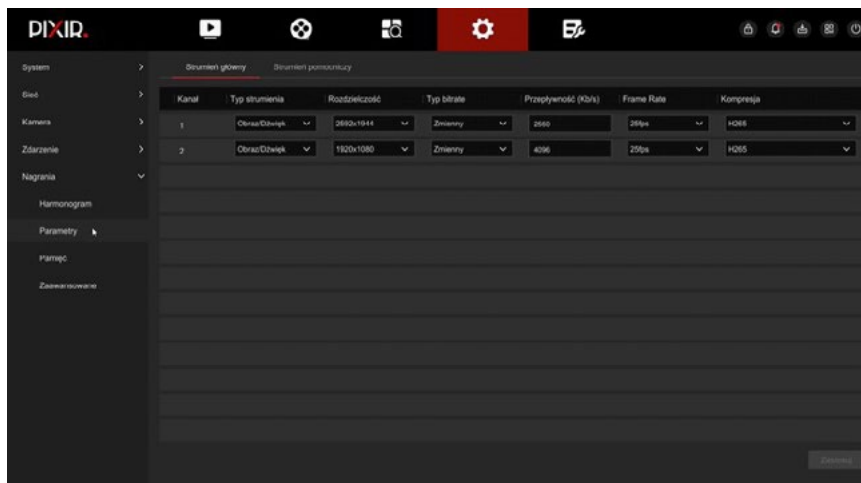 PIXIR.
System
Sieć
Kamera
Zdarzenie
Nagrania
Harmonogram
Parametry
Pamięć
Zaawansowane
Strumień główny Strumień pomocniczy
Kanał Typ strumienia Rozdzielczość Typ bitrate Przepływność (Kb/s) Frame Rate Kompresja
1 Obraz/Dźwięk 2592x1944 Zmienny 2560 25fps H265
2 Obraz/Dźwięk 1920x1080 Zmienny 4096 25fps H265
Zastosuj